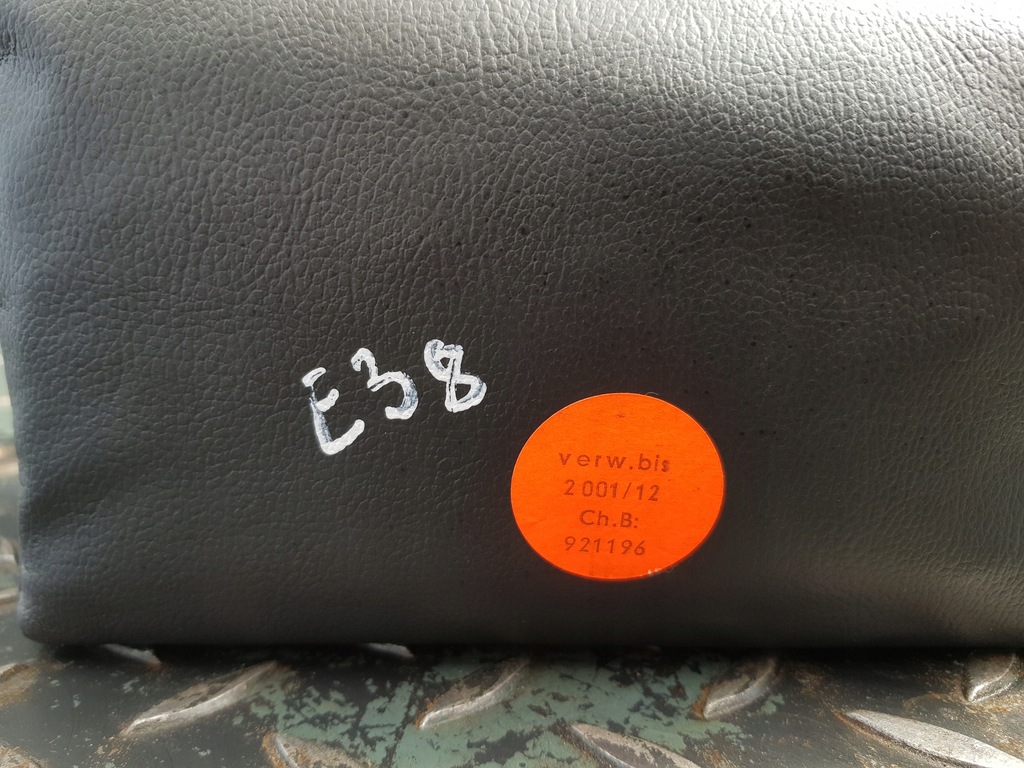 E38
verw.bis
2001/12
Ch.B:
921196